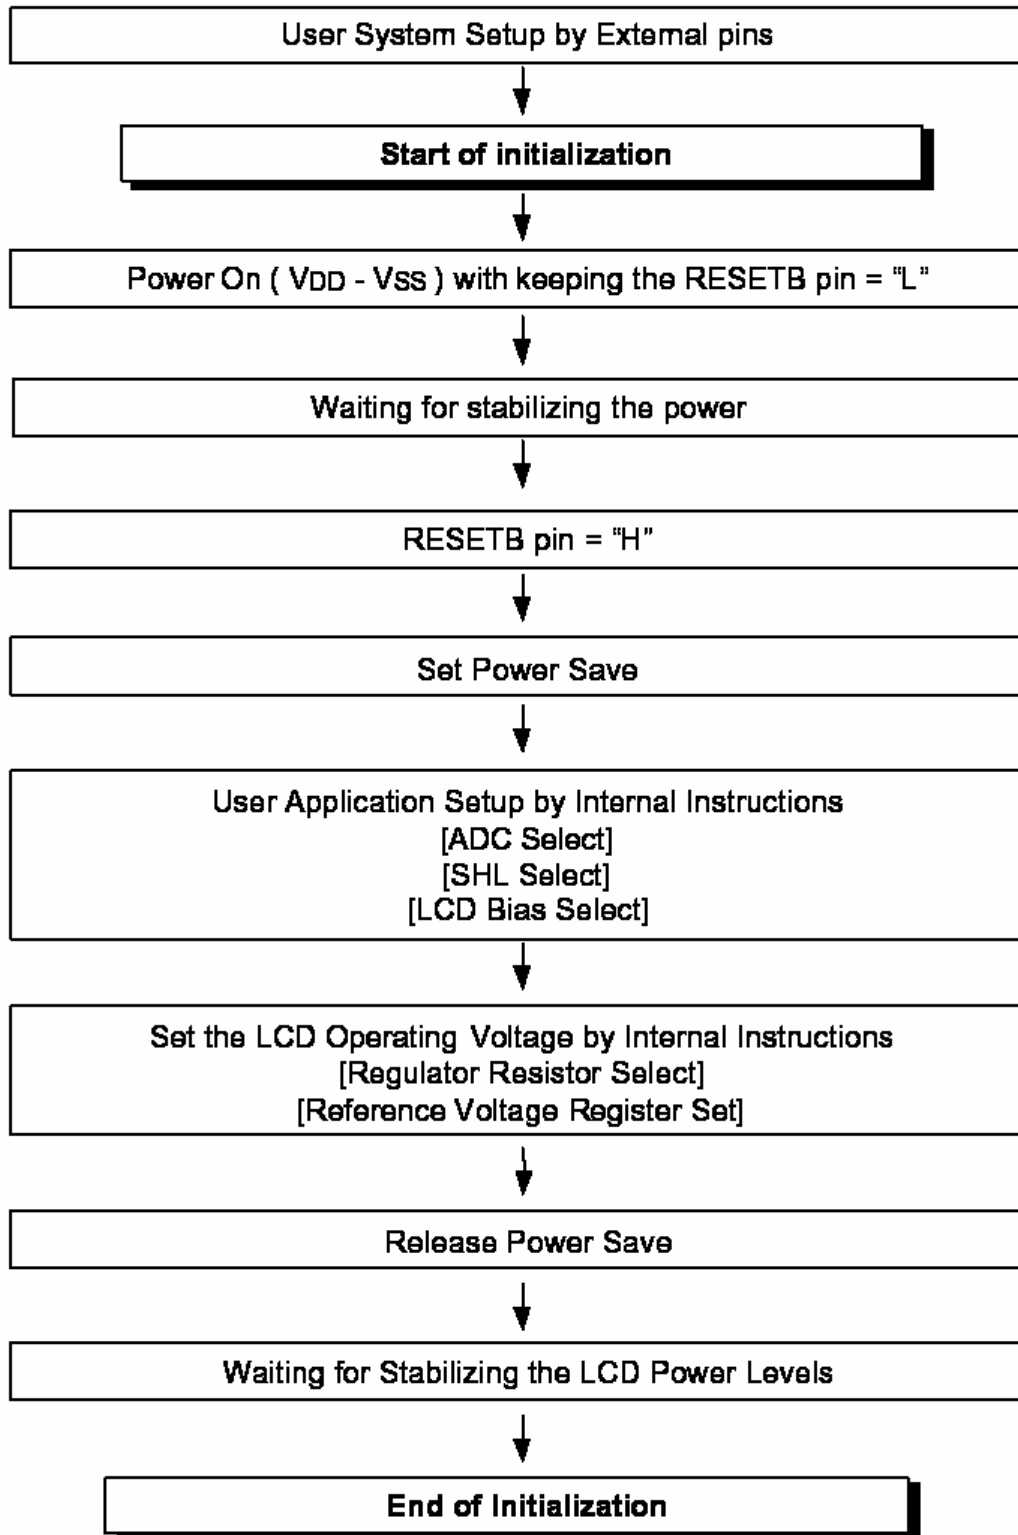 User System Setup by External pins
Start of initialization
Power On ( VDD - VSS ) with keeping the RESETB pin = “L”
Waiting for stabilizing the power
RESETB pin = “H”
Set Power Save
User Application Setup by Internal Instructions
[ADC Select]
[SHL Select]
[LCD Bias Select]
Set the LCD Operating Voltage by Internal Instructions
[Regulator Resistor Select]
[Reference Voltage Register Set]
Release Power Save
Waiting for Stabilizing the LCD Power Levels
End of Initialization